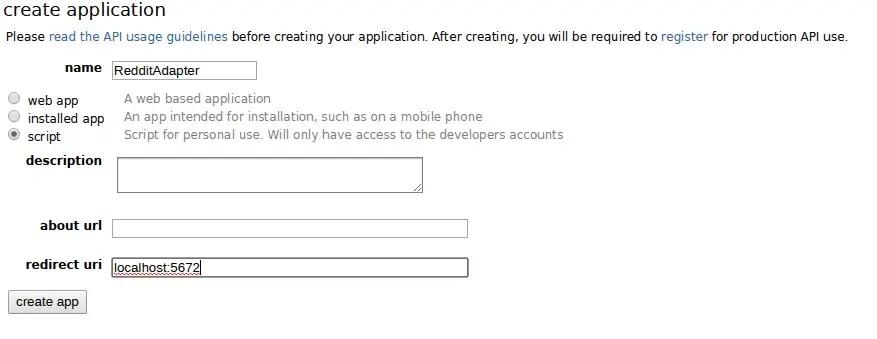 create application
Please read the API usage guidelines before creating your application. After creating, you will be required to register for production API use.
name RedditAdapter
web app A web based application
installed app An app intended for installation, such as on a mobile phone
script Script for personal use. Will only have access to the developers accounts
description
about url
redirect uri localhost:5672
create app